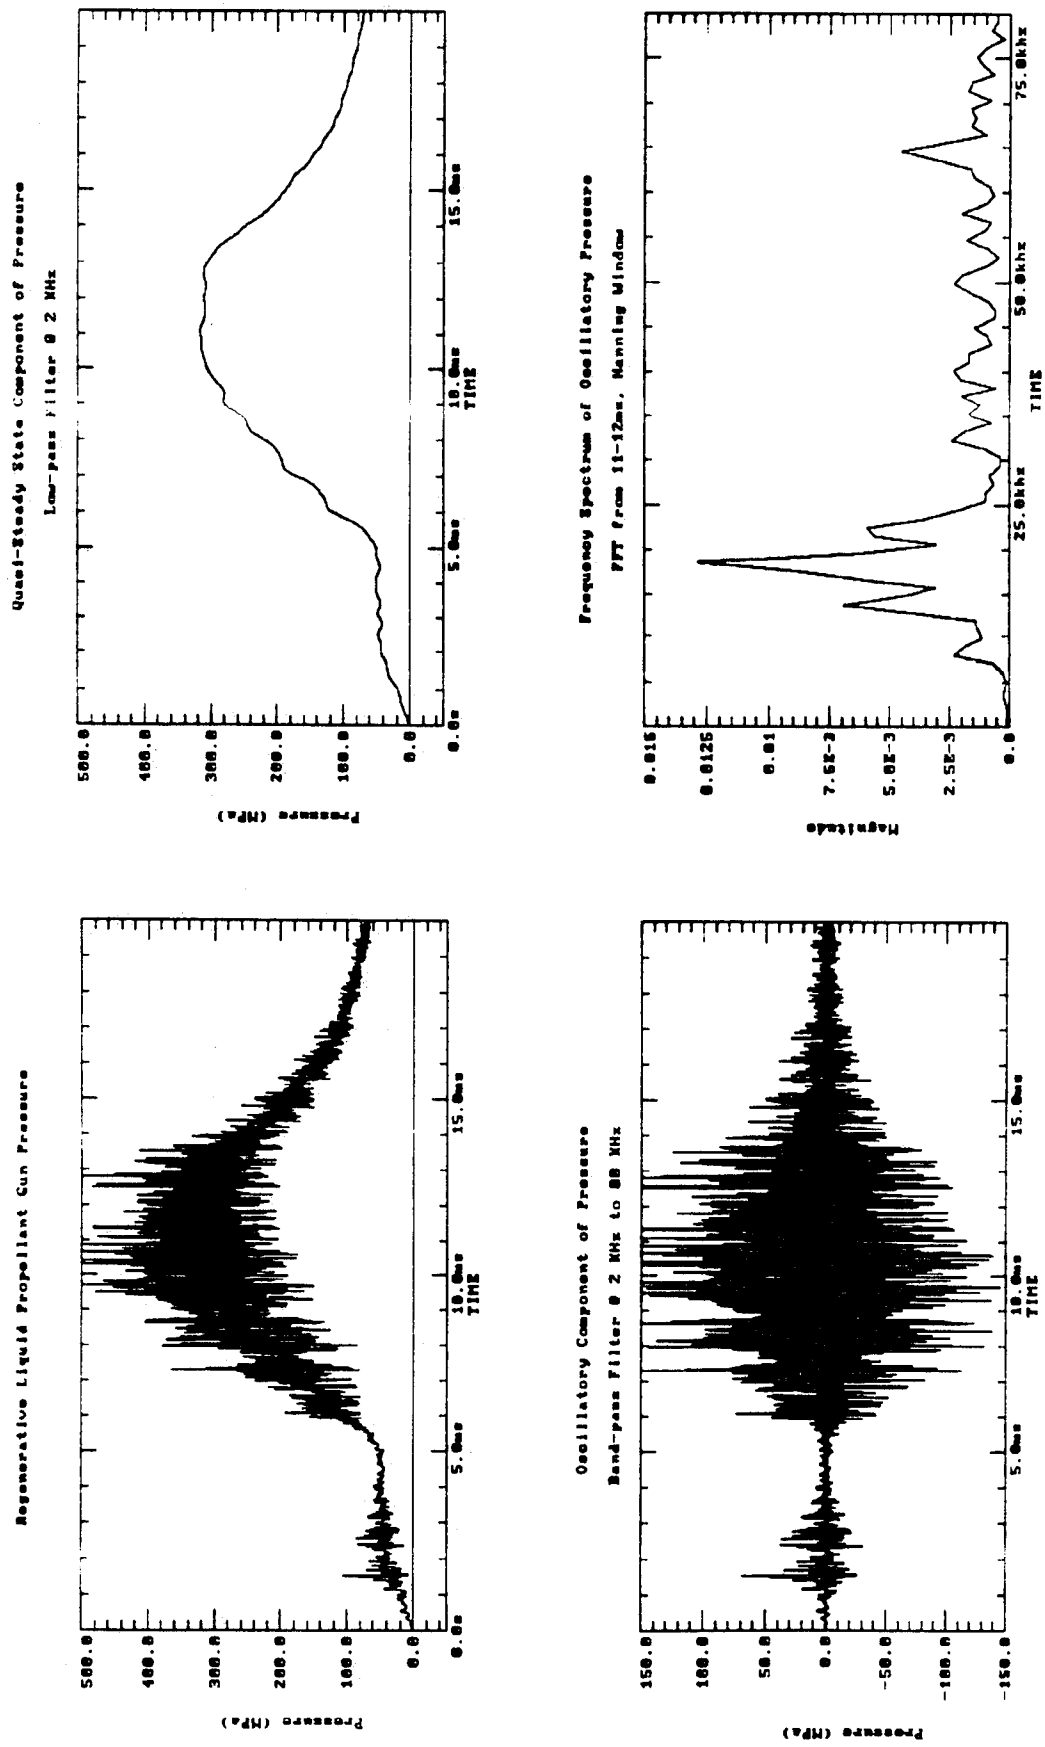 Regenerative Liquid Propellant Gun Pressure
500.0
400.0
300.0
200.0
100.0
0.0
Pressure (MPa)
0.0s
5.0ms
10.0ms
15.0ms
TIME
Quasi-Steady State Component of Pressure
Low-pass Filter @ 2 KHz
500.0
400.0
300.0
200.0
100.0
0.0
Pressure (MPa)
0.0s
5.0ms
10.0ms
15.0ms
TIME
Oscillatory Component of Pressure
Band-pass Filter @ 2 KHz to 80 KHz
150.0
100.0
50.0
0.0
-50.0
-100.0
-150.0
Pressure (MPa)
5.0ms
10.0ms
15.0ms
TIME
Frequency Spectrum of Oscillatory Pressure
FFT from 11-12ms, Hanning Window
0.015
0.0125
0.01
7.5E-3
5.0E-3
2.5E-3
0.0
Magnitude
25.0khz
50.0khz
75.0khz
TIME